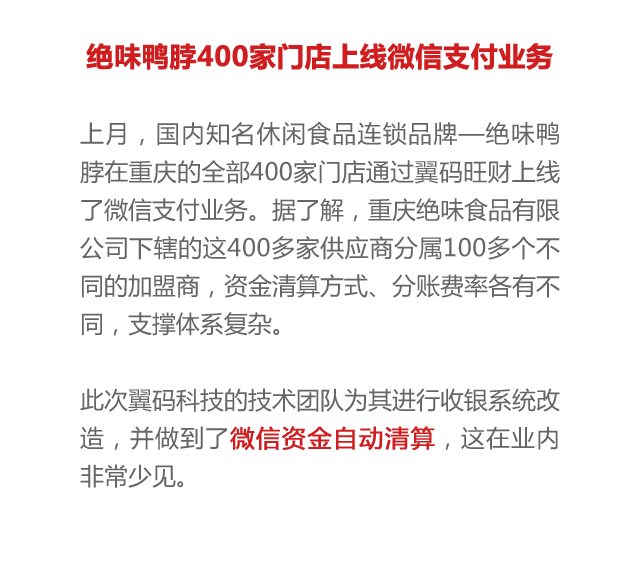 绝味鸭脖400家门店上线微信支付业务
上月，国内知名休闲食品连锁品牌—绝味鸭
脖在重庆的全部400家门店通过翼码旺财上线
了微信支付业务。据了解，重庆绝味食品有限
公司下辖的这400多家供应商分属100多个不
同的加盟商，资金清算方式、分账费率各有不
同，支撑体系复杂。
此次翼码科技的技术团队为其进行收银系统改
造，并做到了微信资金自动清算，这在业内
非常少见。